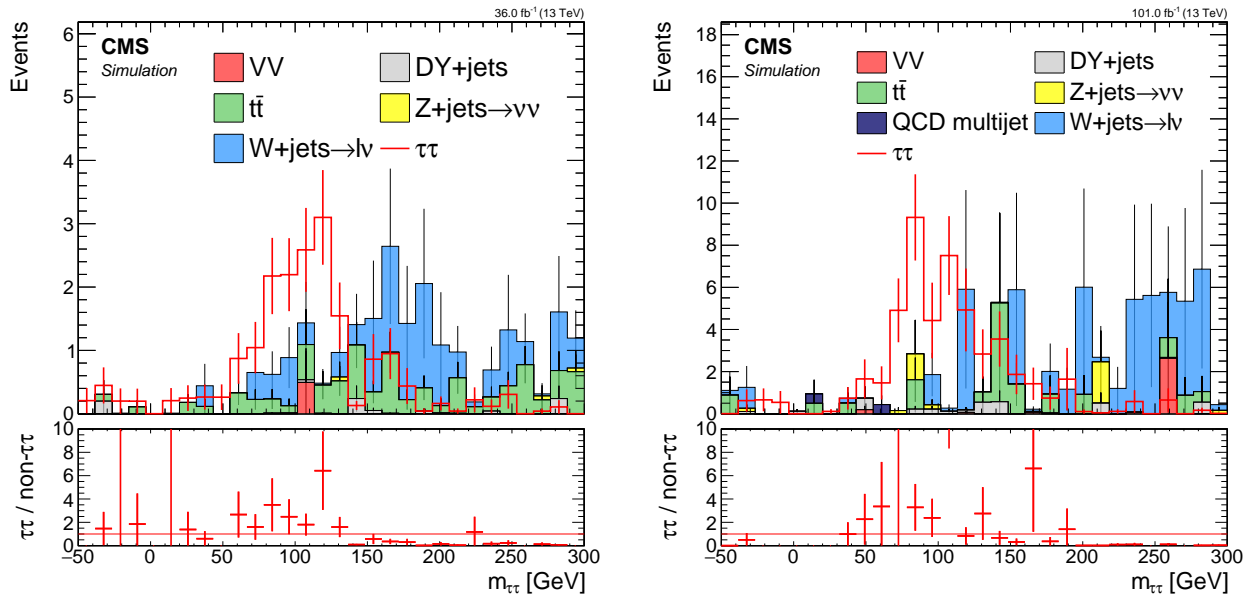 36.0 fb⁻¹ (13 TeV)
Events
6
5
4
3
2
1
0
CMS
Simulation
VV
DY+jets
tt̄
Z+jets→νν
W+jets→lν
ττ
ττ / non-ττ
10
8
6
4
2
0
−50 0 50 100 150 200 250 300
m_ττ [GeV]
101.0 fb⁻¹ (13 TeV)
Events
18
16
14
12
10
8
6
4
2
0
CMS
Simulation
VV
DY+jets
tt̄
Z+jets→νν
QCD multijet
W+jets→lν
ττ
ττ / non-ττ
10
8
6
4
2
0
−50 0 50 100 150 200 250 300
m_ττ [GeV]